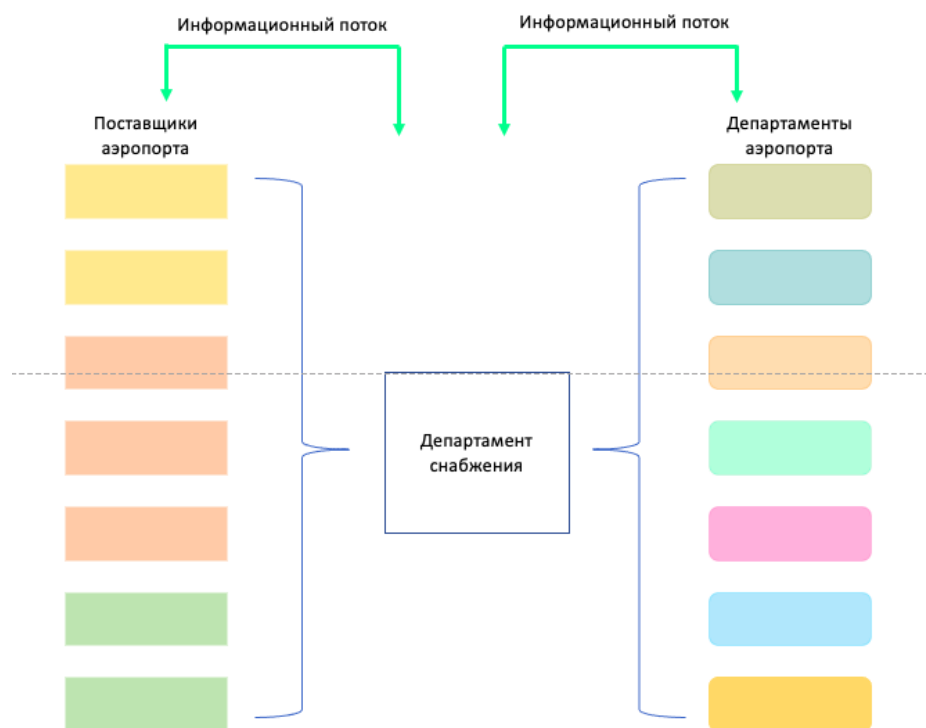 Информационный поток
Информационный поток
Поставщики
аэропорта
Департаменты
аэропорта
Департамент
снабжения